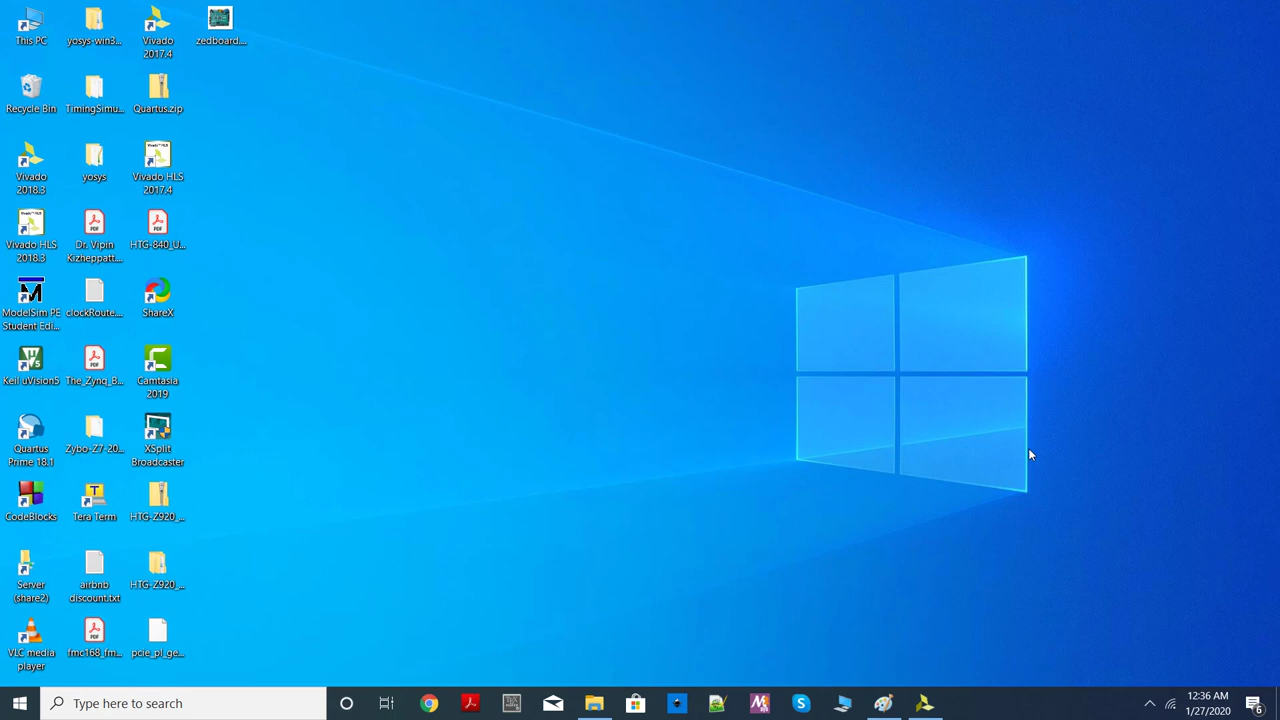 This PC
yosys-win3...
Vivado
2017.4
zedboard....
Recycle Bin
TimingSimu...
Quartus.zip
Vivado
2018.3
yosys
Vivado HLS
2017.4
Vivado HLS
2018.3
Dr. Vipin
Kizheppatt...
HTG-840_U...
ModelSim PE
Student Edi...
clockRoute....
ShareX
Keil uVision5
The_Zynq_B...
Camtasia
2019
Quartus
Prime 18.1
Zybo-Z7 20...
XSplit
Broadcaster
CodeBlocks
Tera Term
HTG-Z920_...
Server
(share2)
airbnb
discount.txt
HTG-Z920_...
VLC media
player
fmc168_fm...
pcie_pl_ge...
Type here to search
12:36 AM
1/27/2020
6